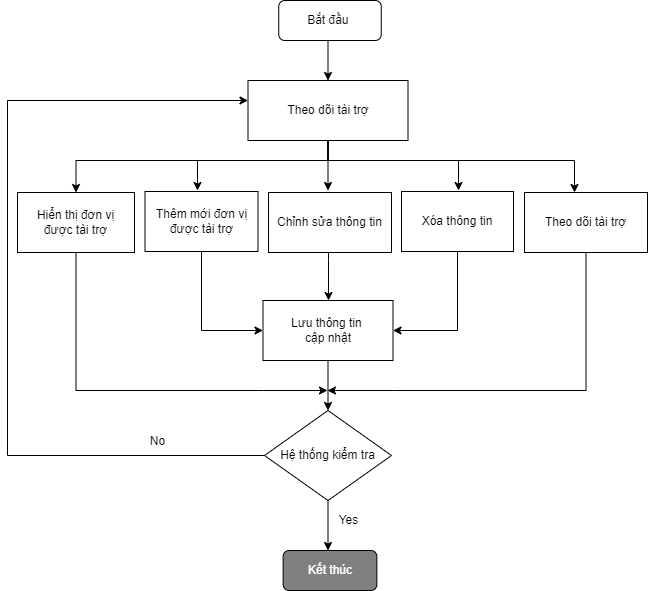 Bắt đầu
Theo dõi tài trợ
Hiển thị đơn vị
được tài trợ
Thêm mới đơn vị
được tài trợ
Chỉnh sửa thông tin
Xóa thông tin
Theo dõi tài trợ
Lưu thông tin
cập nhật
Hệ thống kiểm tra
No
Yes
Kết thúc